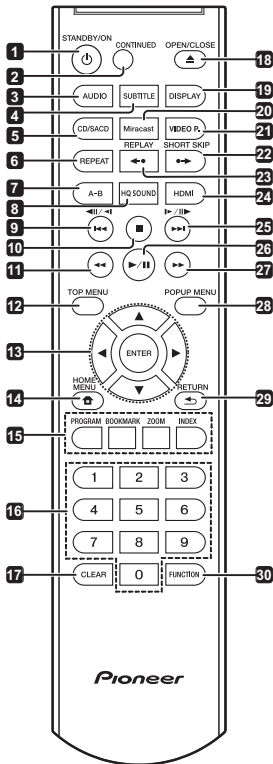 STANDBY/ON
CONTINUED
OPEN/CLOSE
1
2
18
3
AUDIO
SUBTITLE
DISPLAY
19
4
20
5
CD/SACD
Miracast
VIDEO P.
21
6
REPEAT
REPLAY
SHORT SKIP
22
23
7
A-B
HQ SOUND
HDMI
24
8
9
25
10
26
11
27
12
TOP MENU
POPUP MENU
28
13
ENTER
HOME
MENU
RETURN
14
29
15
PROGRAM BOOKMARK ZOOM INDEX
1 2 3
16
4 5 6
7 8 9
17
CLEAR
0
FUNCTION
30
Pioneer